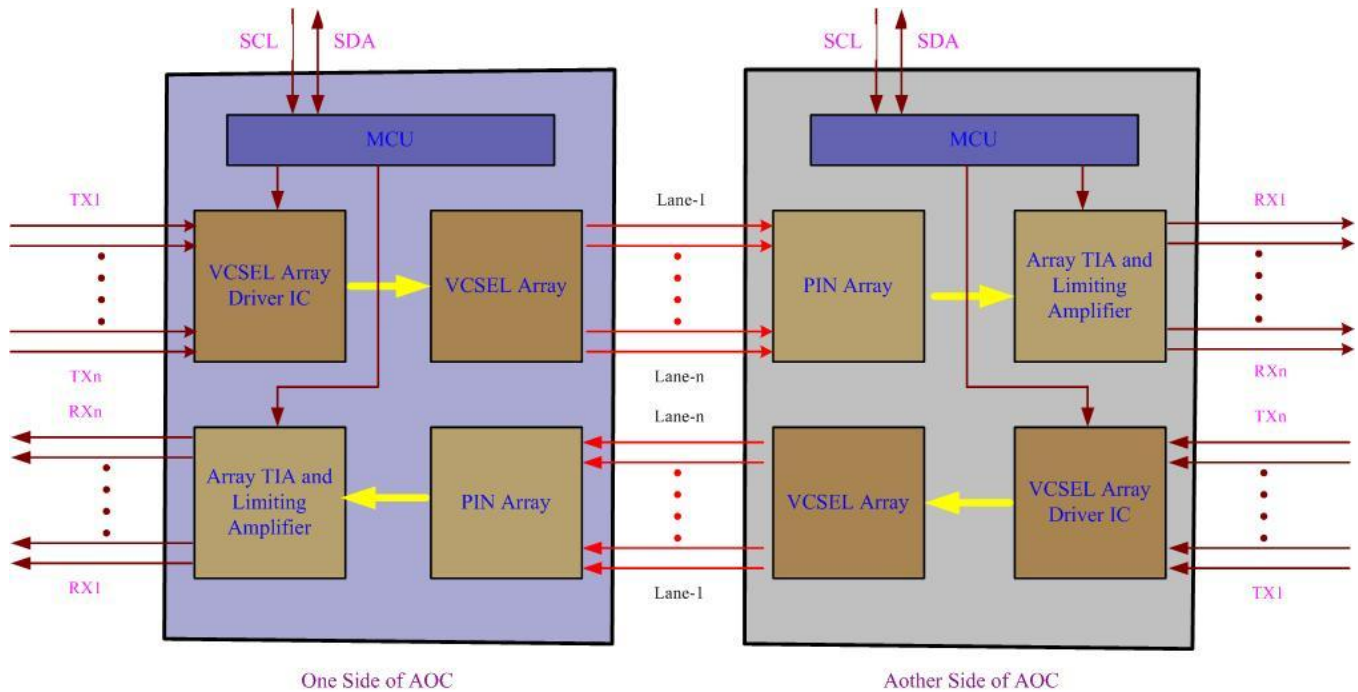 SCL
SDA
SCL
SDA
MCU
MCU
TX1
Lane-1
RX1
VCSEL Array
Driver IC
VCSEL Array
PIN Array
Array TIA and
Limiting
Amplifier
TXn
Lane-n
RXn
RXn
Lane-n
TXn
Array TIA and
Limiting
Amplifier
PIN Array
VCSEL Array
VCSEL Array
Driver IC
RX1
Lane-1
TX1
One Side of AOC
Aother Side of AOC